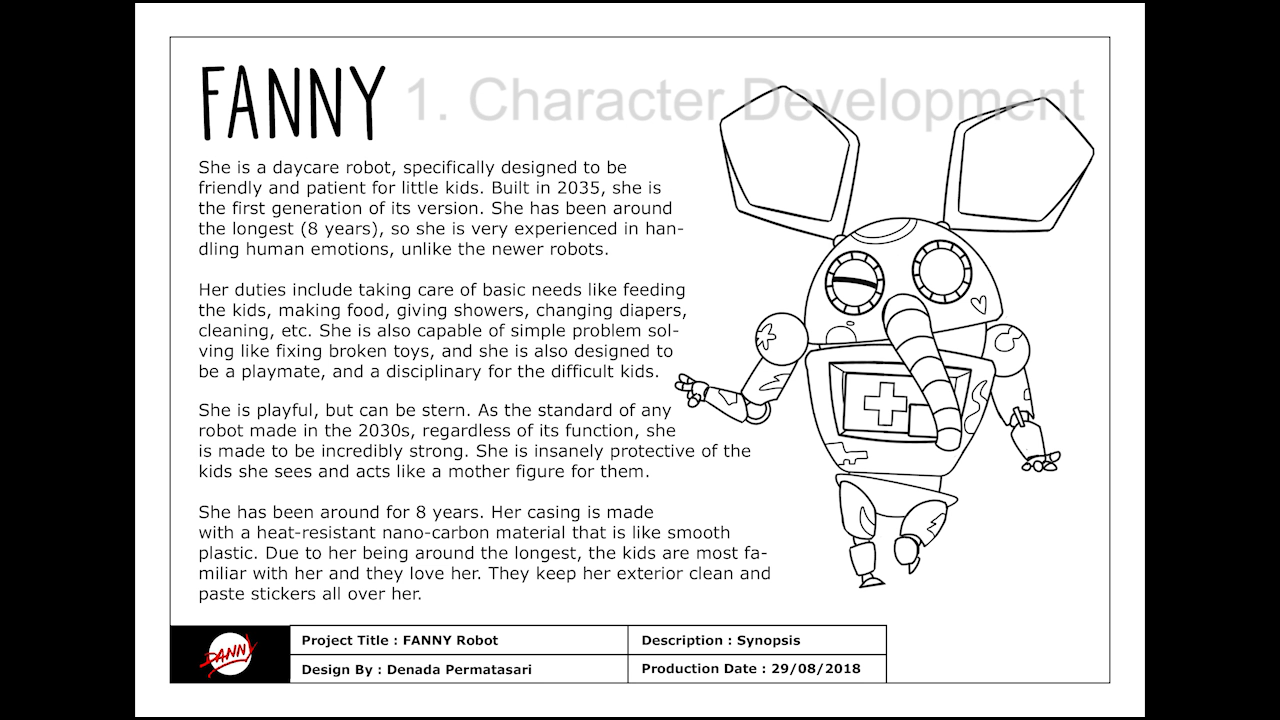 FANNY
1. Character Development
She is a daycare robot, specifically designed to be
friendly and patient for little kids. Built in 2035, she is
the first generation of its version. She has been around
the longest (8 years), so she is very experienced in han-
dling human emotions, unlike the newer robots.
Her duties include taking care of basic needs like feeding
the kids, making food, giving showers, changing diapers,
cleaning, etc. She is also capable of simple problem sol-
ving like fixing broken toys, and she is also designed to
be a playmate, and a disciplinary for the difficult kids.
She is playful, but can be stern. As the standard of any
robot made in the 2030s, regardless of its function, she
is made to be incredibly strong. She is insanely protective of the
kids she sees and acts like a mother figure for them.
She has been around for 8 years. Her casing is made
with a heat-resistant nano-carbon material that is like smooth
plastic. Due to her being around the longest, the kids are most fa-
miliar with her and they love her. They keep her exterior clean and
paste stickers all over her.
DANNY
Project Title : FANNY Robot
Description : Synopsis
Design By : Denada Permatasari
Production Date : 29/08/2018